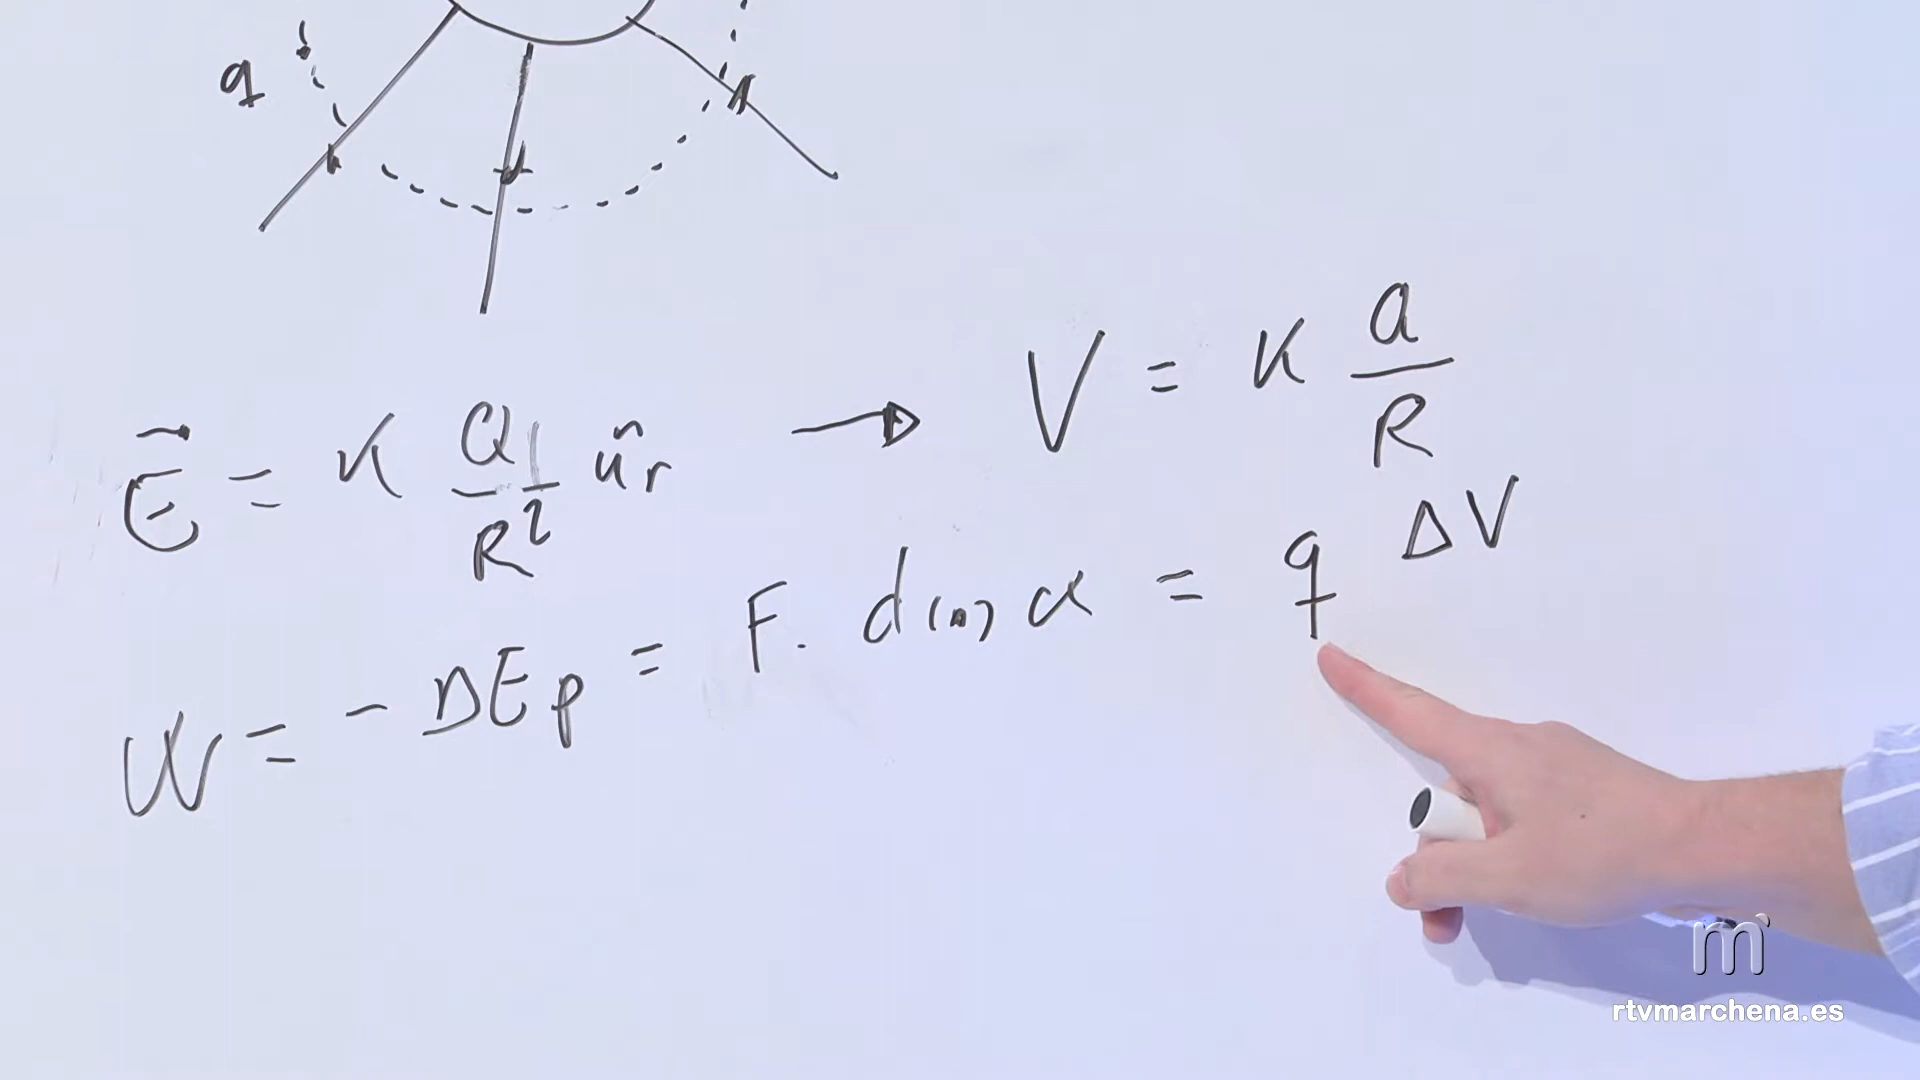 q
V = K Q/R
E⃗ = K Q/R² ûr →
ΔV
W = - ΔEp = F. d cos α = q
m
rtvmarchena.es